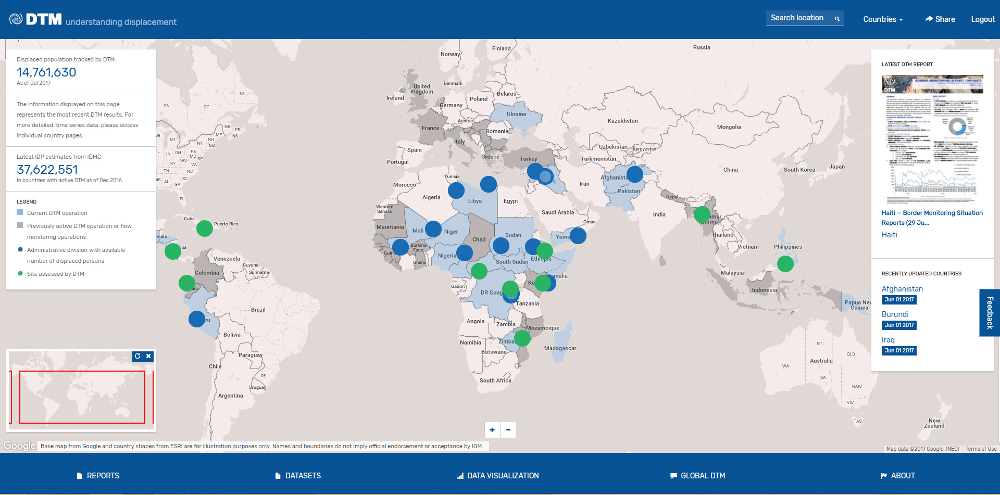 DTM understanding displacement
Search location
Countries
Share
Logout
Displaced population tracked by DTM
14,761,630
As of Jul 2017
The information displayed on this page
represents the most recent DTM results. For
more detailed, time series data, please access
individual country pages.
Latest IDP estimates from IDMC
37,622,551
In countries with active DTM as of Dec 2016
LEGEND
Current DTM operation
Previously active DTM operation or flow
monitoring operations
Administrative division with available
number of displaced persons
Site assessed by DTM
YT
NL
ON
QC
NB
PE
ME
NS
NH
WI
MI
NY
MA
IL
IN
OH
PA
MD
DE
KY
WV
VA
TN
NC
MS
AL
SC
GA
FL
Cuba
Puerto Rico
Venezuela
Guyana
Suriname
Colombia
Brazil
Bolivia
Paraguay
Chile
RS
Uruguay
Argentina
Norway
Finland
Russia
Denmark
United
Kingdom
Ireland
Belarus
Poland
Germany
Ukraine
Austria
France
Romania
Italy
Spain
Greece
Turkey
Portugal
Kazakhstan
Mongolia
Uzbekistan
Kyrgyzstan
Turkmenistan
China
South Korea
Japan
Tunisia
Morocco
Algeria
Libya
Egypt
Iran
Pakistan
Nepal
India
Western
Sahara
Saudi Arabia
Oman
Mauritania
Mali
Niger
Chad
Sudan
Burkina
Faso
Ghana
Nigeria
South Sudan
Ethiopia
Gabon
Tanzania
Angola
Zambia
Mozambique
Namibia
Botswana
Madagascar
South Africa
(Burma)
Thailand
Vietnam
Philippines
Malaysia
Indonesia
Papua New
Guinea
NT
QLD
WA
Australia
SA
NSW
VIC
TAS
New
Zealand
LATEST DTM REPORT
DTM
BORDER MONITORING SITREP | IOM HAITI
Haiti – Border Monitoring Situation
Reports (29 Ju...
Haiti
RECENTLY UPDATED COUNTRIES
Afghanistan
Jun 01 2017
Burundi
Jun 01 2017
Iraq
Jun 01 2017
Feedback
+ -
Google
Base map from Google and country shapes from ESRI are for illustration purposes only. Names and boundaries do not imply official endorsement or acceptance by IOM.
Map data ©2017 Google, INEGI
Terms of Use
REPORTS
DATASETS
DATA VISUALIZATION
GLOBAL DTM
ABOUT